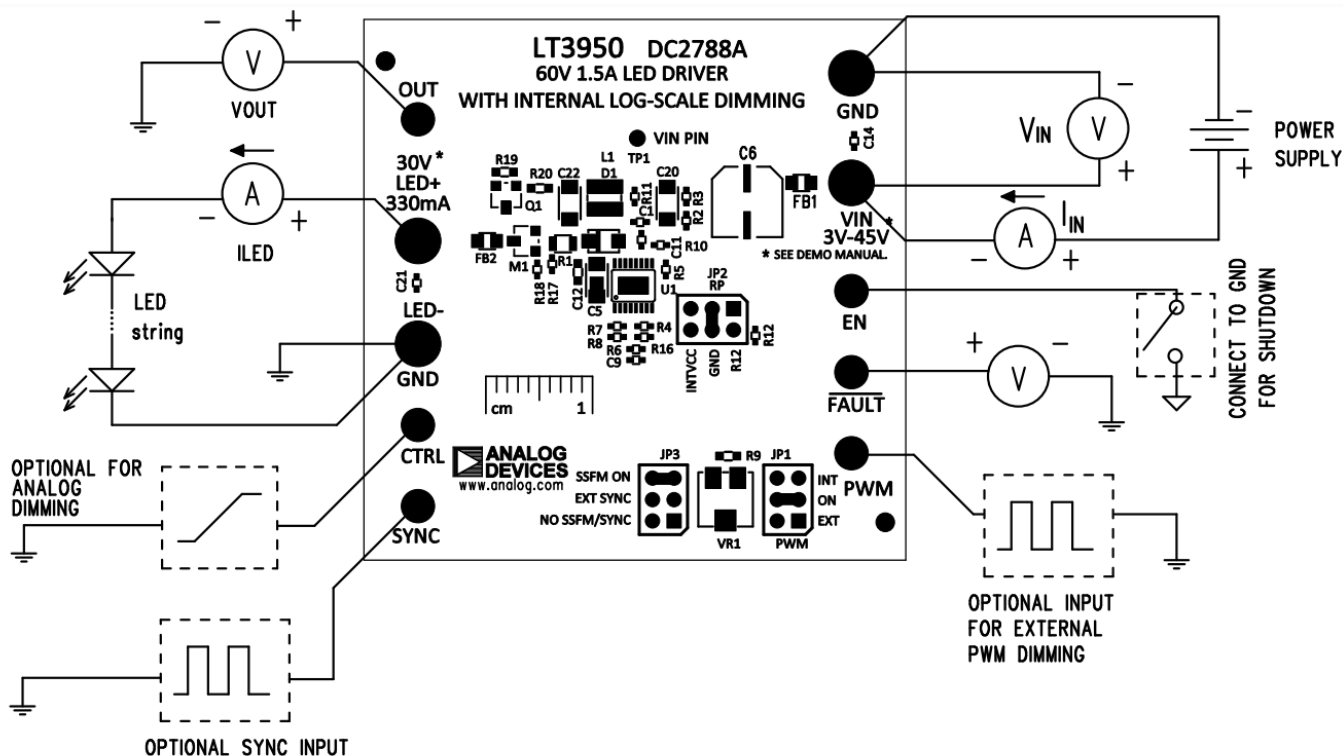 LT3950 DC2788A
60V 1.5A LED DRIVER
WITH INTERNAL LOG-SCALE DIMMING
- +
V
VOUT
OUT
30V *
LED+
330mA
- A +
ILED
LED
string
C21
LED-
GND
CTRL
SYNC
OPTIONAL FOR
ANALOG
DIMMING
OPTIONAL SYNC INPUT
VIN PIN
TP1
R19
R20
C22
L1
D1
R11
C20
R3
R2
C6
FB1
C14
Q1
FB2
M1
R1
C11
R10
R18
R17
C12
C5
U1
R5
JP2
RP
R7
R8
R4
R6
R16
C9
INTVCC
GND
R12
R12
cm 1
ANALOG
DEVICES
www.analog.com
JP3
SSFM ON
EXT SYNC
NO SSFM/SYNC
R9
VR1
JP1
INT
ON
EXT
PWM
GND
VIN *
3V-45V
* SEE DEMO MANUAL.
EN
FAULT
PWM
-
VIN
V
+
-
+
POWER
SUPPLY
IIN
- A +
CONNECT TO GND
FOR SHUTDOWN
+ V -
OPTIONAL INPUT
FOR EXTERNAL
PWM DIMMING